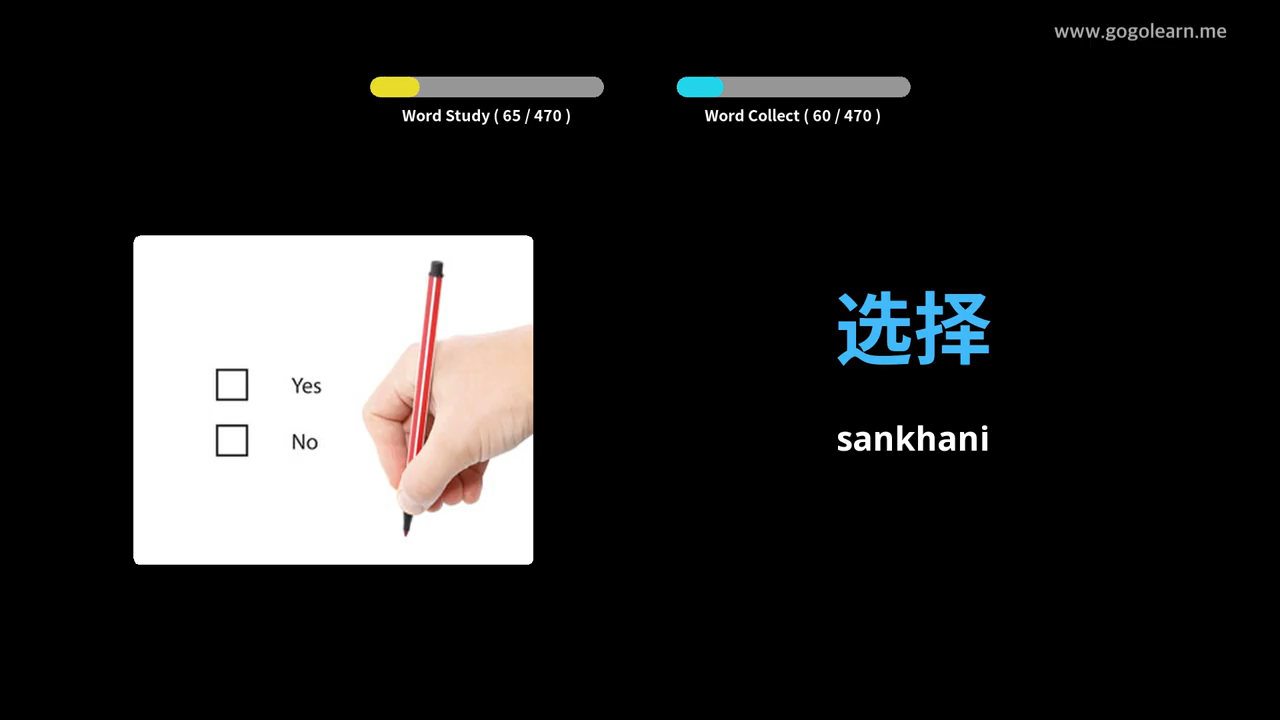 www.gogolearn.me
Word Study ( 65 / 470 )
Word Collect ( 60 / 470 )
Yes
No
选择
sankhani